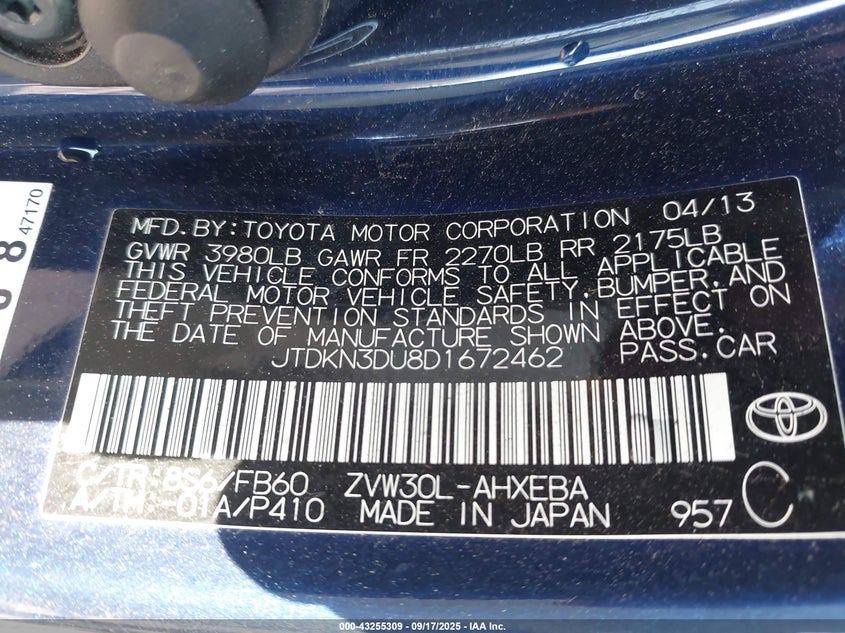 47170
8
MFD.BY:TOYOTA MOTOR CORPORATION 04/13
GVWR 3980LB GAWR FR 2270LB RR 2175LB
THIS VEHICLE CONFORMS TO ALL APPLICABLE
FEDERAL MOTOR VEHICLE SAFETY,BUMPER,AND
THEFT PREVENTION STANDARDS IN EFFECT ON
THE DATE OF MANUFACTURE SHOWN ABOVE.
JTDKN3DU8D1672462 PASS.CAR
C/TR:8S6/FB60 ZVW30L-AHXEBA
A/TM:-01A/P410 MADE IN JAPAN 957 C
000-43255309 - 09/17/2025 - IAA Inc.